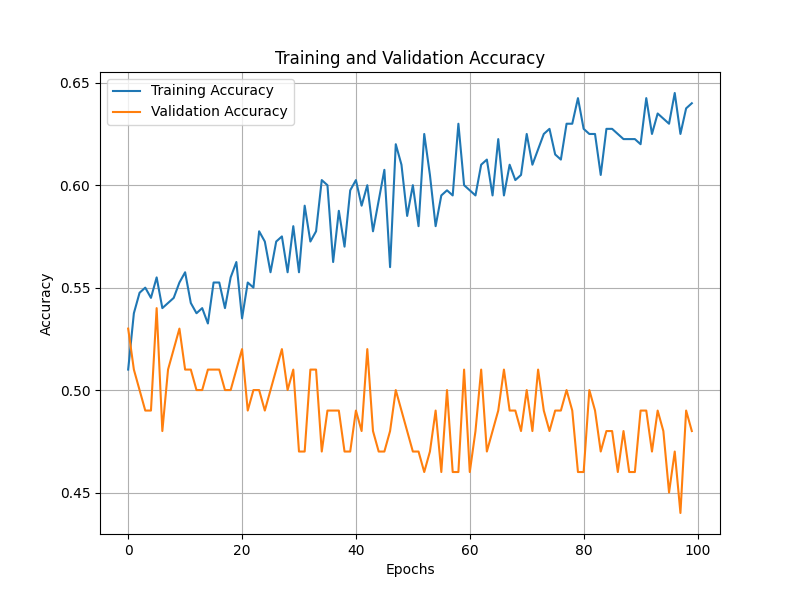 Training and Validation Accuracy
Training Accuracy
Validation Accuracy
0.65
0.60
0.55
0.50
0.45
Accuracy
0 20 40 60 80 100
Epochs